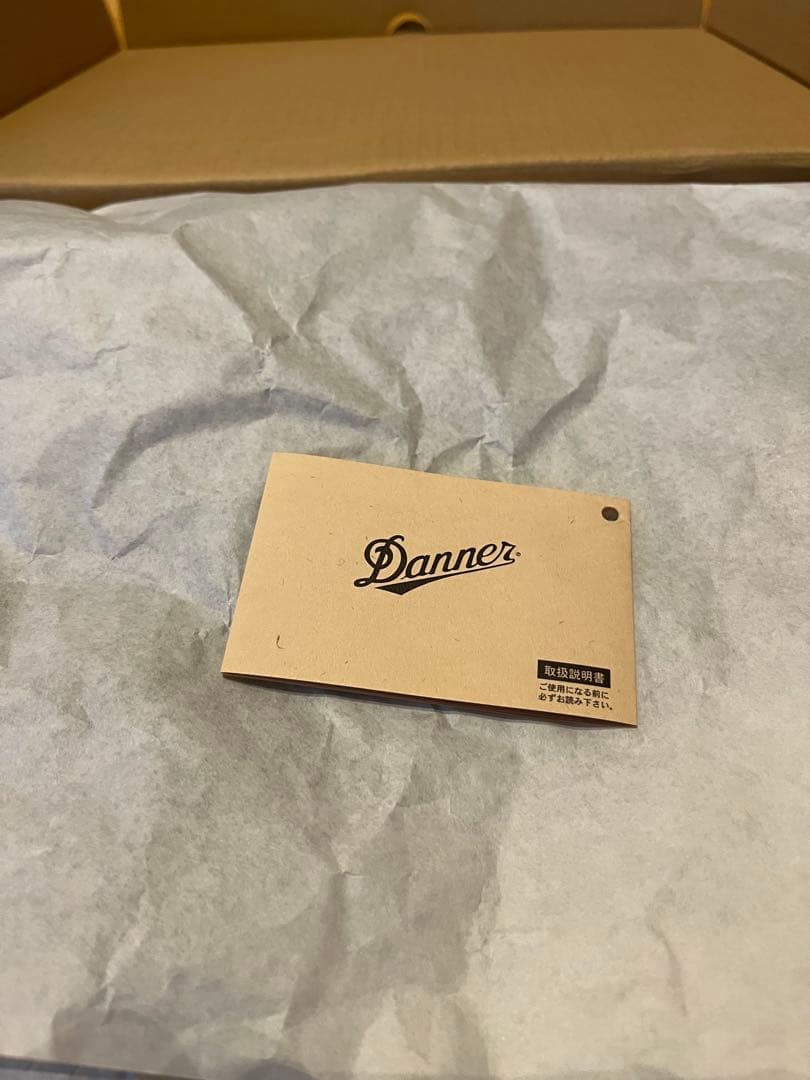 Danner®
取扱説明書
ご使用になる前に
必ずお読み下さい。